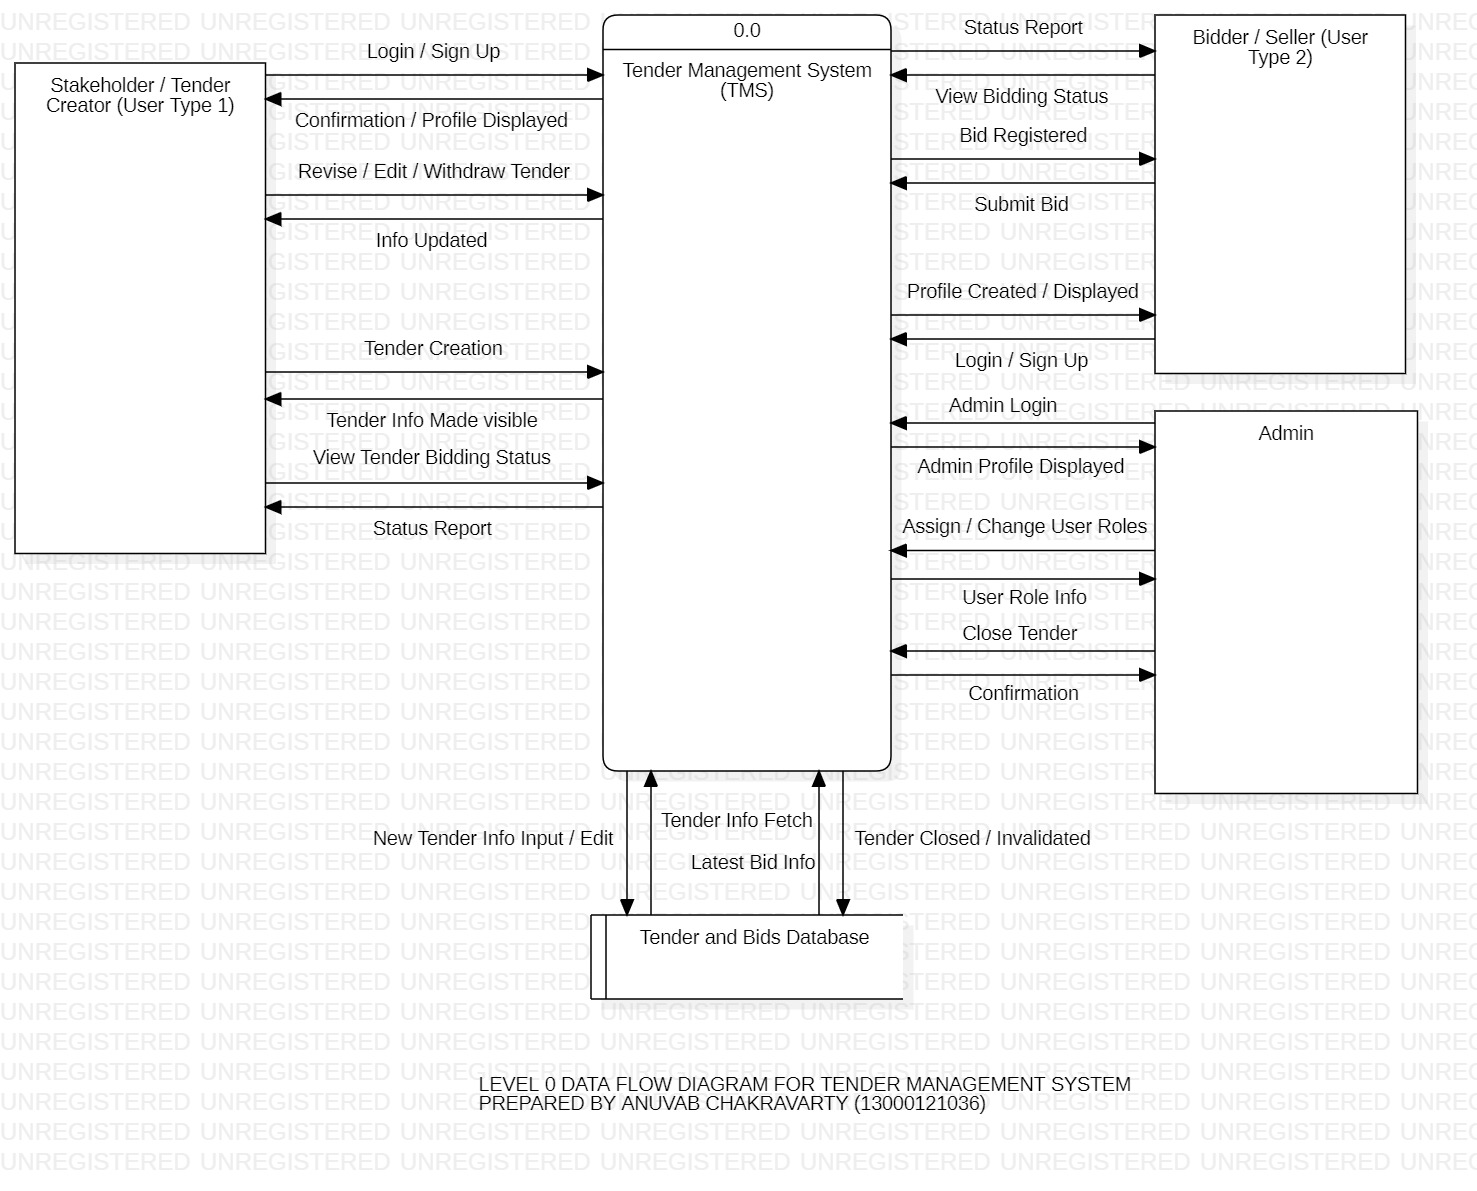 0.0
Tender Management System
(TMS)
Stakeholder / Tender
Creator (User Type 1)
Login / Sign Up
Confirmation / Profile Displayed
Revise / Edit / Withdraw Tender
Info Updated
Tender Creation
Tender Info Made visible
View Tender Bidding Status
Status Report
Bidder / Seller (User
Type 2)
Status Report
View Bidding Status
Bid Registered
Submit Bid
Profile Created / Displayed
Login / Sign Up
Admin
Admin Login
Admin Profile Displayed
Assign / Change User Roles
User Role Info
Close Tender
Confirmation
New Tender Info Input / Edit
Tender Info Fetch
Latest Bid Info
Tender Closed / Invalidated
Tender and Bids Database
LEVEL 0 DATA FLOW DIAGRAM FOR TENDER MANAGEMENT SYSTEM
PREPARED BY ANUVAB CHAKRAVARTY (13000121036)
UNREGISTERED